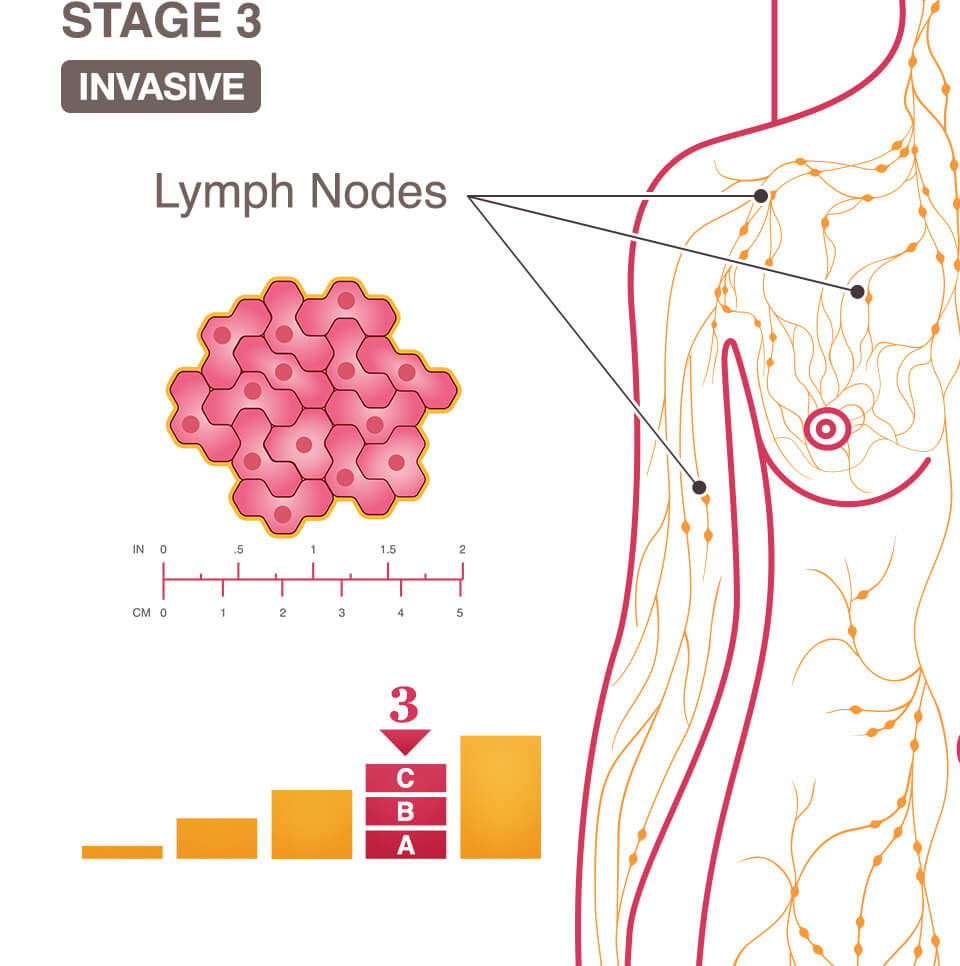 STAGE 3
INVASIVE
Lymph Nodes
IN 0 .5 1 1.5 2
CM 0 1 2 3 4 5
3
C
B
A